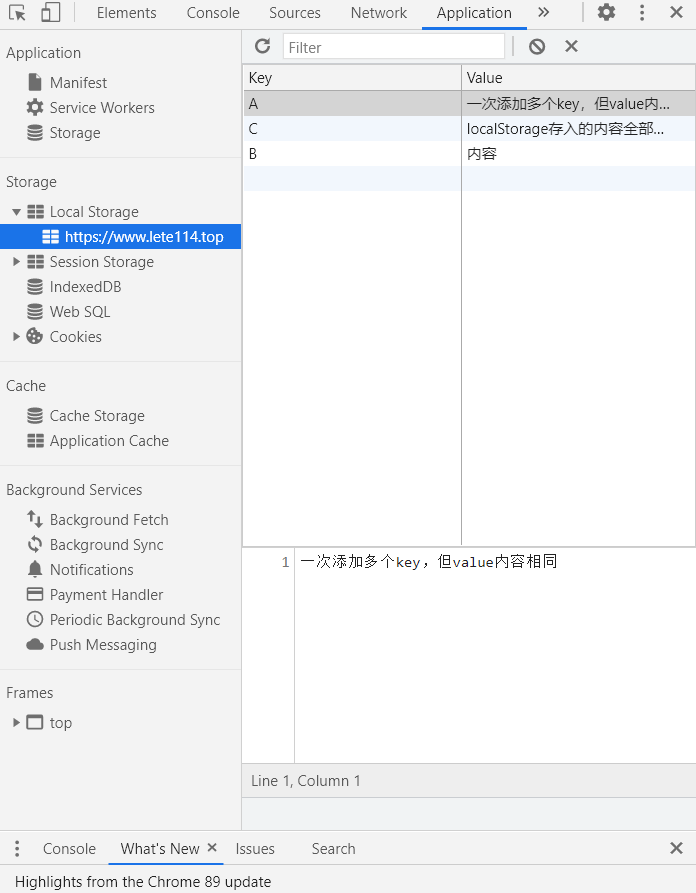 Elements Console Sources Network Application
Application
Manifest
Service Workers
Storage
Storage
Local Storage
https://www.lete114.top
Session Storage
IndexedDB
Web SQL
Cookies
Cache
Cache Storage
Application Cache
Background Services
Background Fetch
Background Sync
Notifications
Payment Handler
Periodic Background Sync
Push Messaging
Frames
top
Filter
Key Value
A 一次添加多个key，但value内...
C localStorage存入的内容全部...
B 内容
1 一次添加多个key，但value内容相同
Line 1, Column 1
Console What's New Issues Search
Highlights from the Chrome 89 update